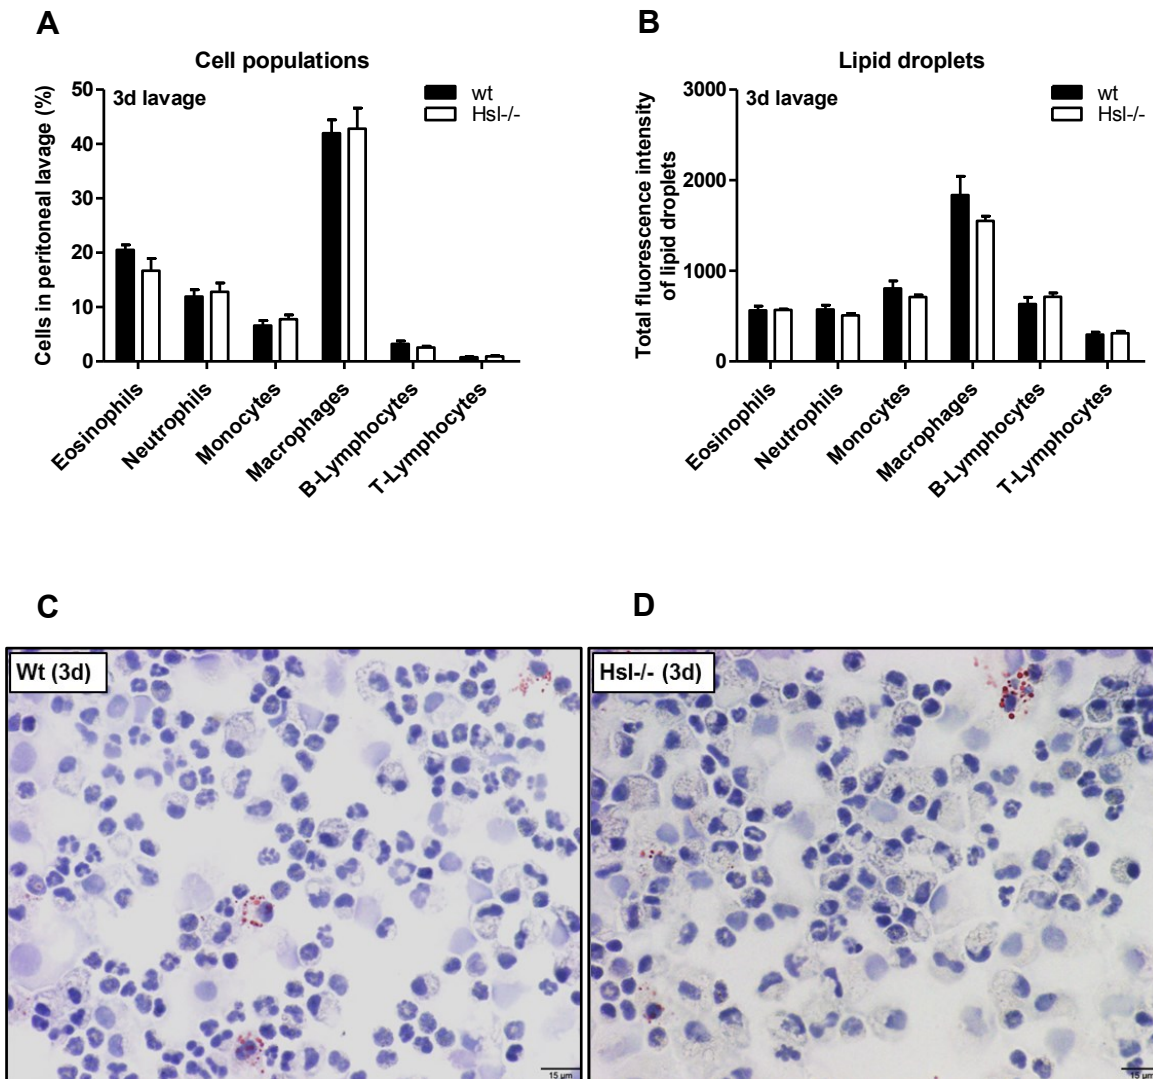 A
Cell populations
Cells in peritoneal lavage (%)
50
40
30
20
10
0
3d lavage
wt
Hsl-/-
Eosinophils
Neutrophils
Monocytes
Macrophages
B-Lymphocytes
T-Lymphocytes
B
Lipid droplets
Total fluorescence intensity
of lipid droplets
3000
2000
1000
0
3d lavage
wt
Hsl-/-
Eosinophils
Neutrophils
Monocytes
Macrophages
B-Lymphocytes
T-Lymphocytes
C
Wt (3d)
15 µm
D
Hsl-/- (3d)
15 µm